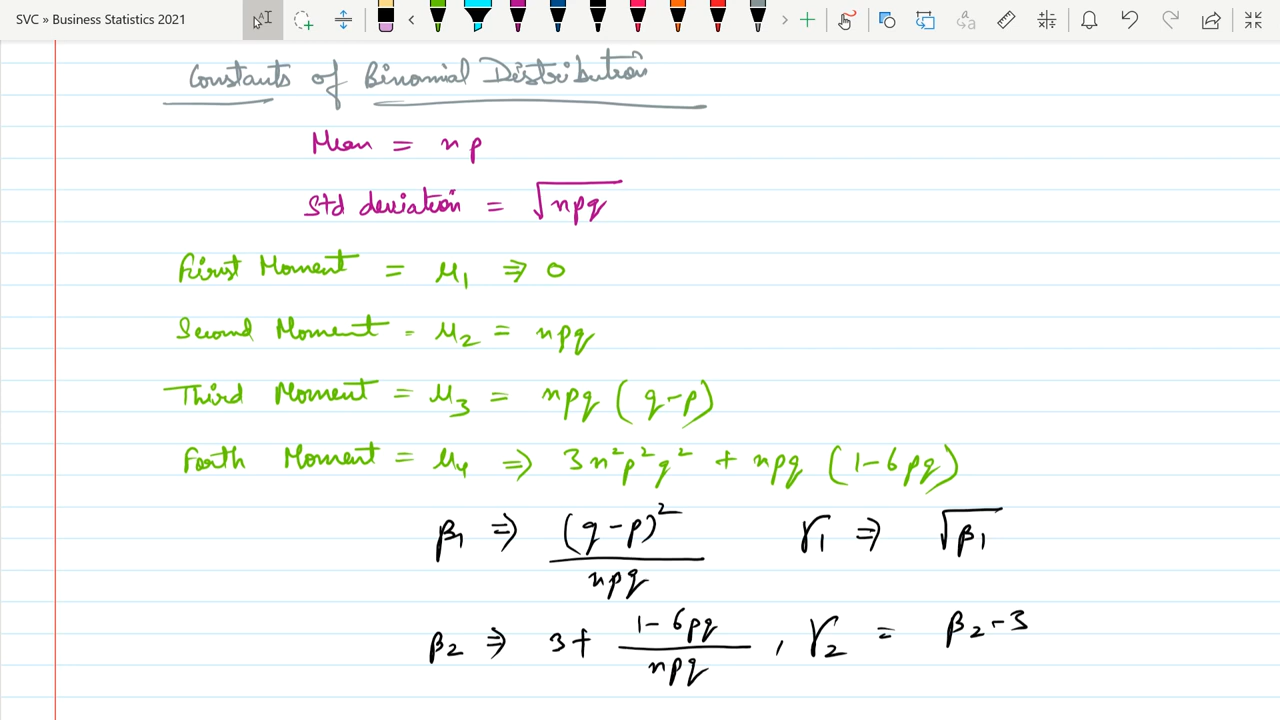 SVC » Business Statistics 2021
Constants of Binomial Distribution
Mean = np
Std deviation = √npq
First Moment = μ₁ ⇒ 0
Second Moment = μ₂ = npq
Third Moment = μ₃ = npq (q-p)
Forth Moment = μ₄ ⇒ 3n²p²q² + npq (1-6pq)
β₁ ⇒ (q-p)²/npq γ₁ ⇒ √β₁
β₂ ⇒ 3+ 1-6pq/npq , γ₂ = β₂-3